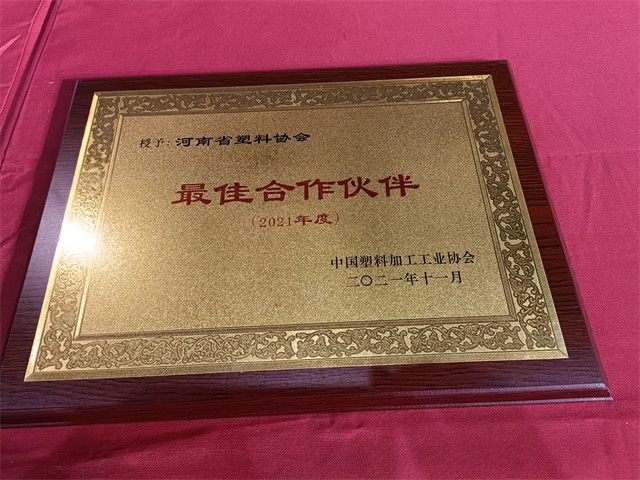 授予：河南省塑料协会
最佳合作伙伴
（2021年度）
中国塑料加工工业协会
二〇二一年十一月